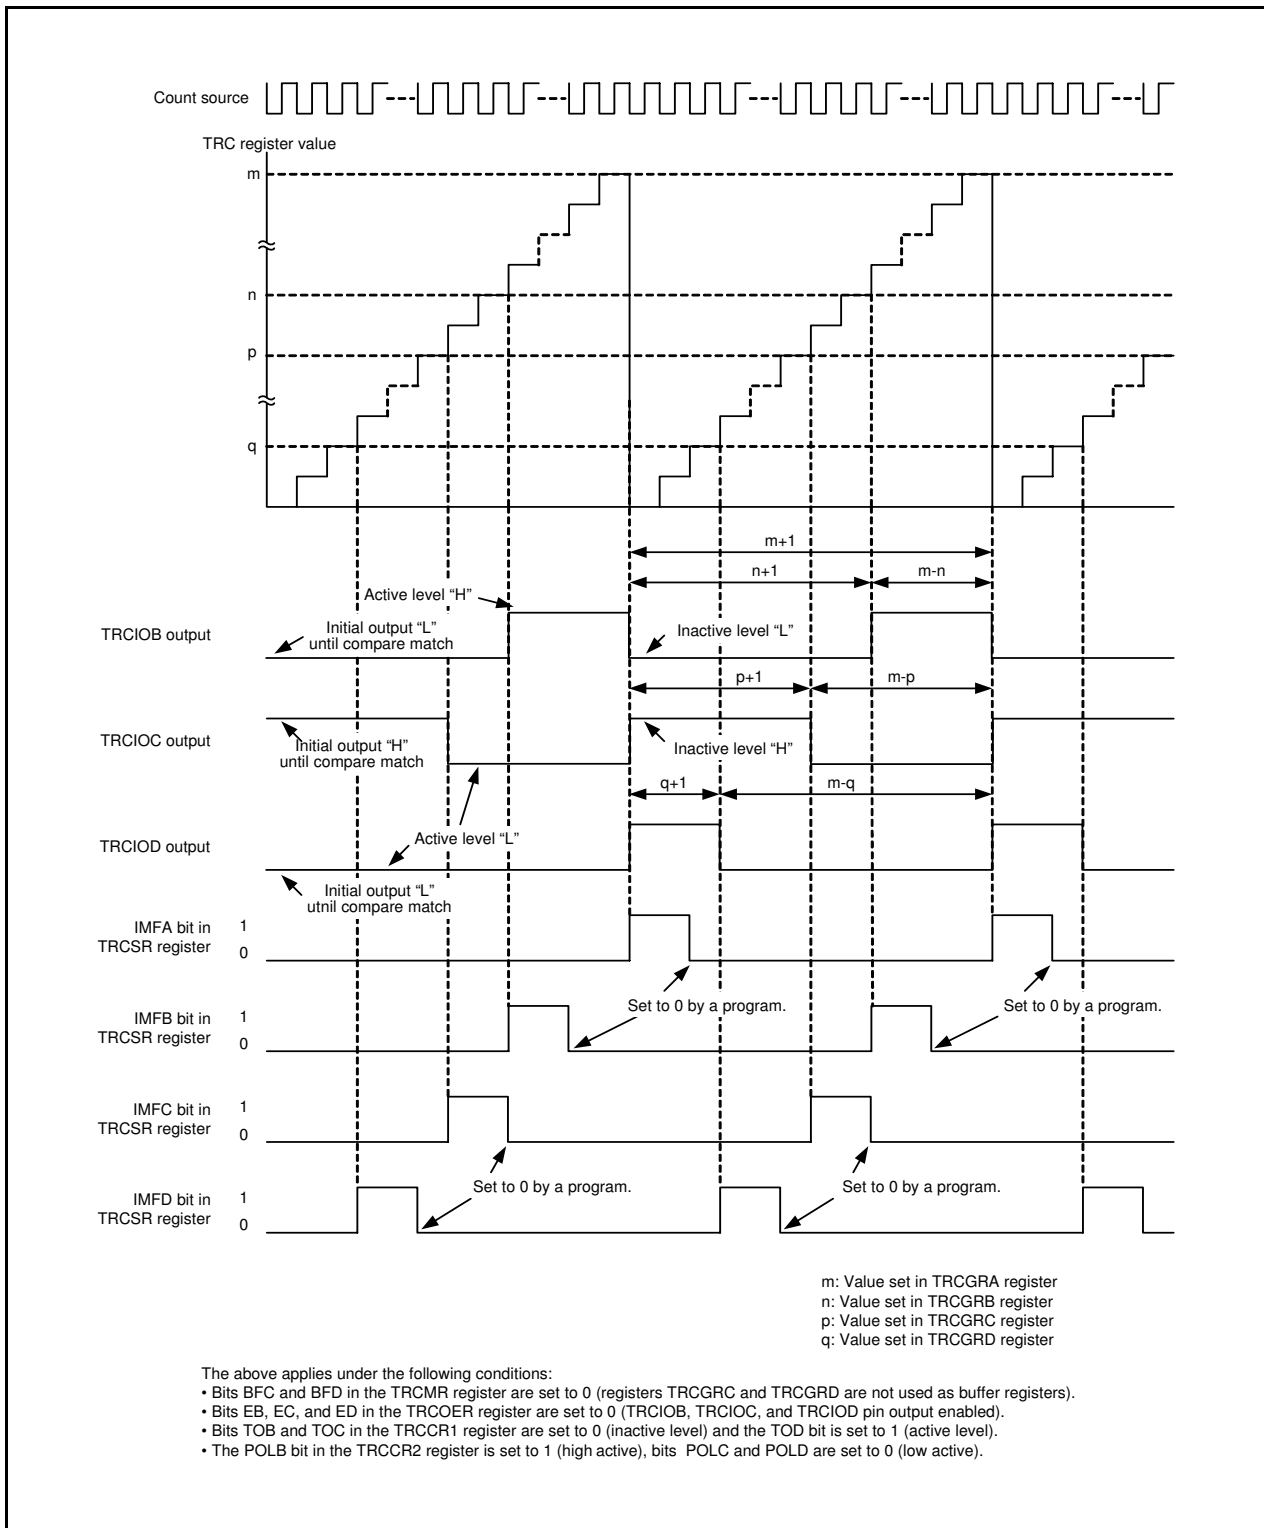 Count source
TRC register value
m
n
p
q
m+1
n+1
m-n
Active level “H”
TRCIOB output
Initial output “L”
until compare match
Inactive level “L”
p+1
m-p
TRCIOC output
Initial output “H”
until compare match
Inactive level “H”
q+1
m-q
TRCIOD output
Active level “L”
Initial output “L”
utnil compare match
IMFA bit in
TRCSR register
1
0
Set to 0 by a program.
Set to 0 by a program.
IMFB bit in
TRCSR register
1
0
IMFC bit in
TRCSR register
1
0
Set to 0 by a program.
Set to 0 by a program.
IMFD bit in
TRCSR register
1
0
m: Value set in TRCGRA register
n: Value set in TRCGRB register
p: Value set in TRCGRC register
q: Value set in TRCGRD register
The above applies under the following conditions:
• Bits BFC and BFD in the TRCMR register are set to 0 (registers TRCGRC and TRCGRD are not used as buffer registers).
• Bits EB, EC, and ED in the TRCOER register are set to 0 (TRCIOB, TRCIOC, and TRCIOD pin output enabled).
• Bits TOB and TOC in the TRCCR1 register are set to 0 (inactive level) and the TOD bit is set to 1 (active level).
• The POLB bit in the TRCCR2 register is set to 1 (high active), bits POLC and POLD are set to 0 (low active).